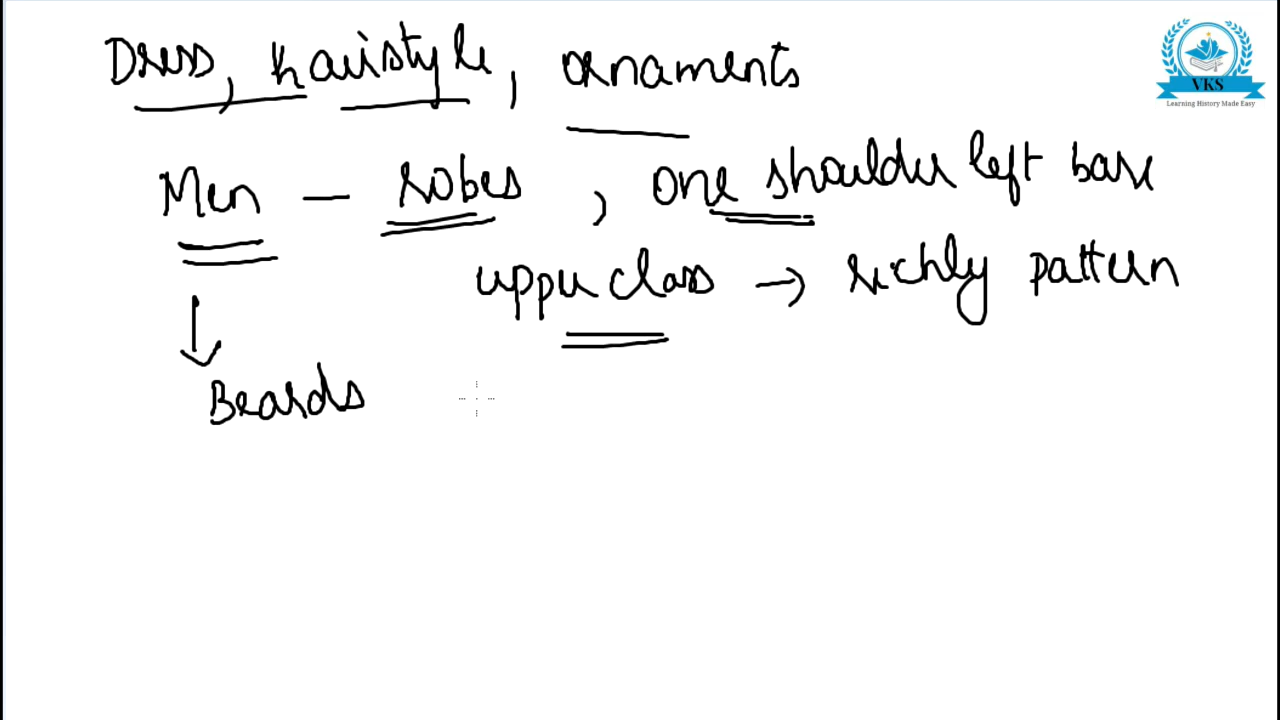 Dress, hairstyle, ornaments
VKS
Learning History Made Easy
Men — robes, one shoulder left bare
upper class → richly pattern
↓
Beards